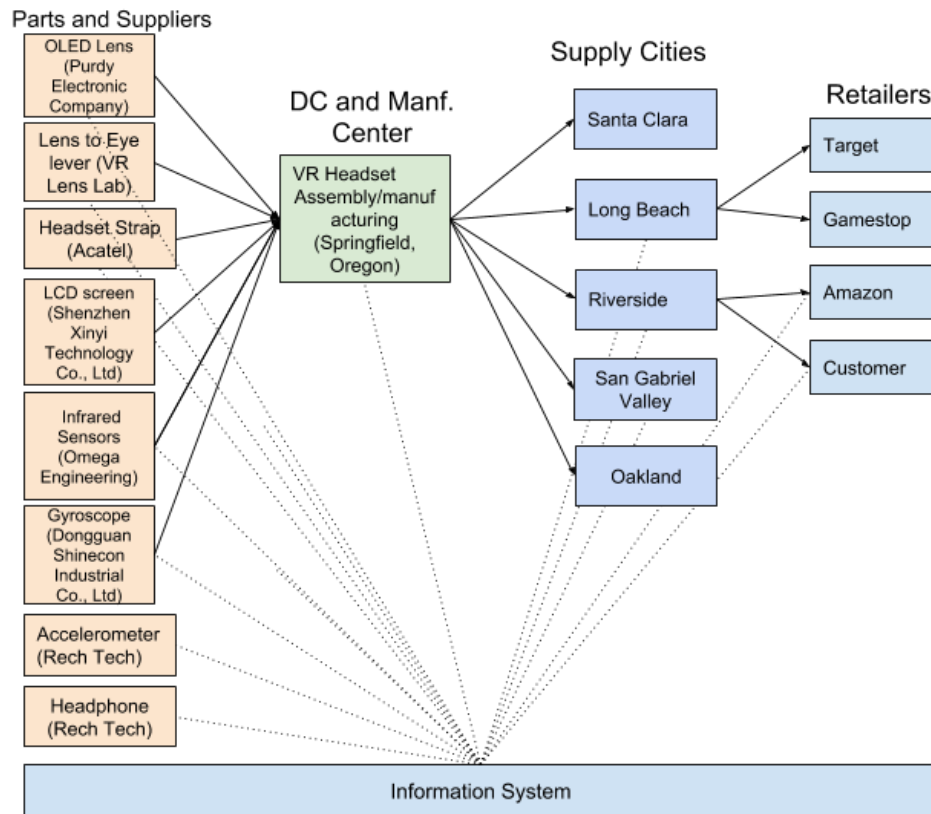 Parts and Suppliers
OLED Lens
(Purdy
Electronic
Company)
Lens to Eye
lever (VR
Lens Lab)
Headset Strap
(Acatel)
LCD screen
(Shenzhen
Xinyi
Technology
Co., Ltd)
Infrared
Sensors
(Omega
Engineering)
Gyroscope
(Dongguan
Shinecon
Industrial
Co., Ltd)
Accelerometer
(Rech Tech)
Headphone
(Rech Tech)
DC and Manf.
Center
VR Headset
Assembly/manuf
acturing
(Springfield,
Oregon)
Supply Cities
Santa Clara
Long Beach
Riverside
San Gabriel
Valley
Oakland
Retailers
Target
Gamestop
Amazon
Customer
Information System